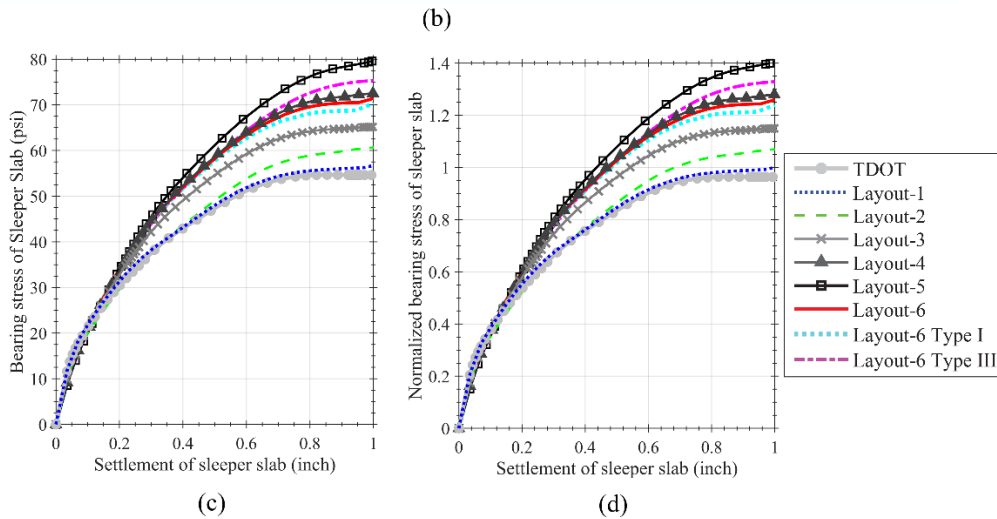 (b)
Bearing stress of Sleeper Slab (psi)
80
70
60
50
40
30
20
10
0
0 0.2 0.4 0.6 0.8 1
Settlement of sleeper slab (inch)
(c)
Normalized bearing stress of sleeper slab
1.4
1.2
1
0.8
0.6
0.4
0.2
0
0 0.2 0.4 0.6 0.8 1
Settlement of sleeper slab (inch)
(d)
TDOT
Layout-1
Layout-2
Layout-3
Layout-4
Layout-5
Layout-6
Layout-6 Type I
Layout-6 Type III